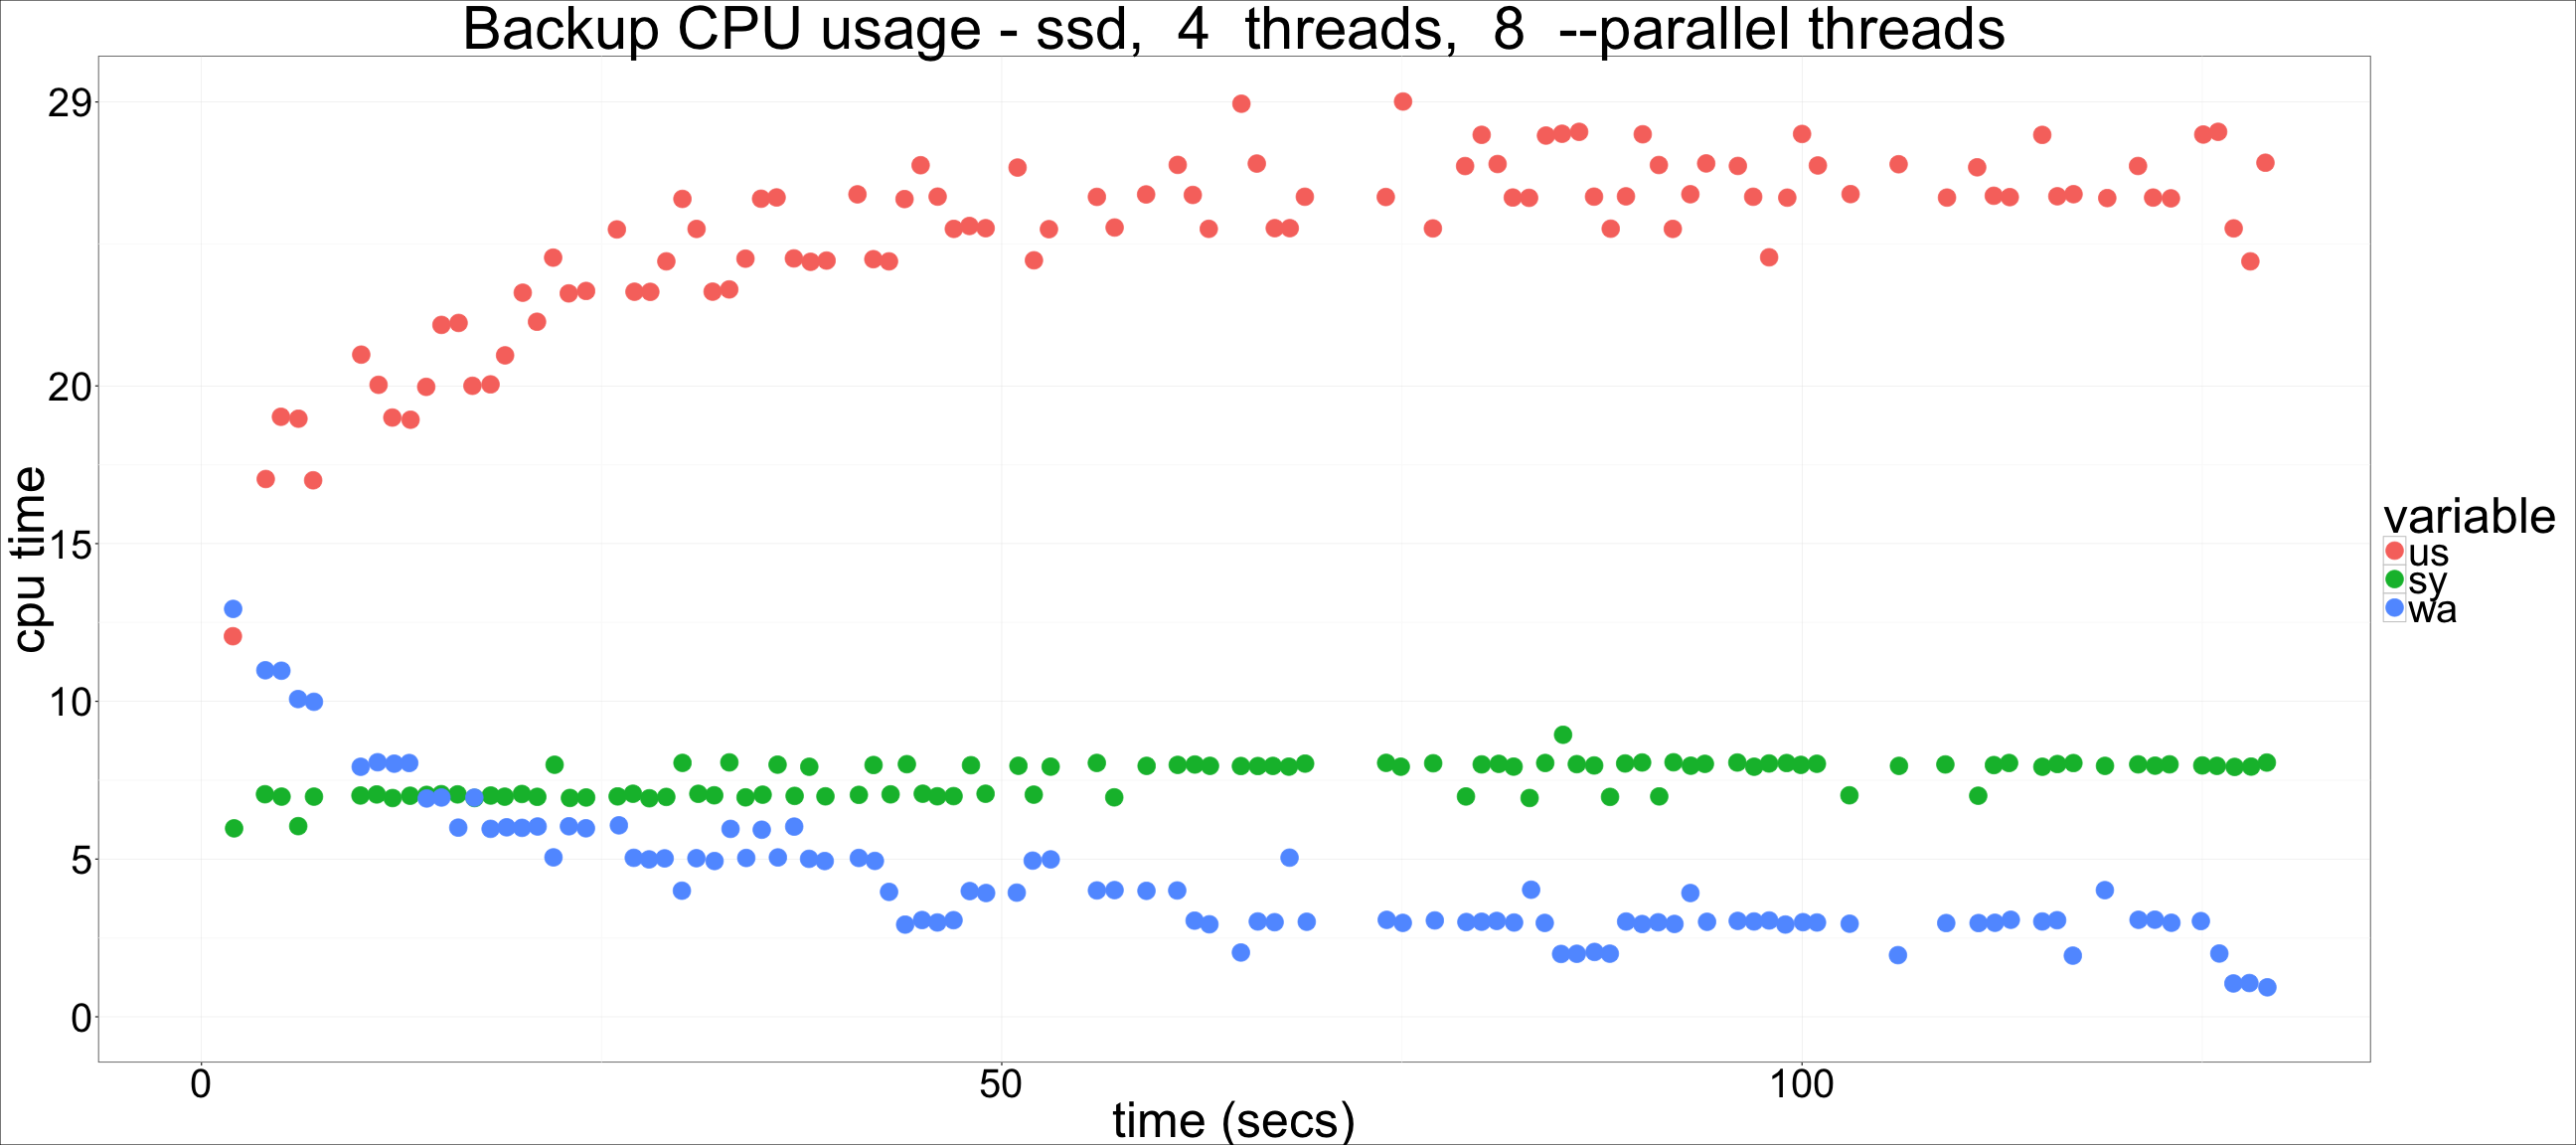 Backup CPU usage - ssd,  4  threads,  8  --parallel threads
29
20
15
10
5
0
cpu time
0 50 100
time (secs)
variable
us
sy
wa